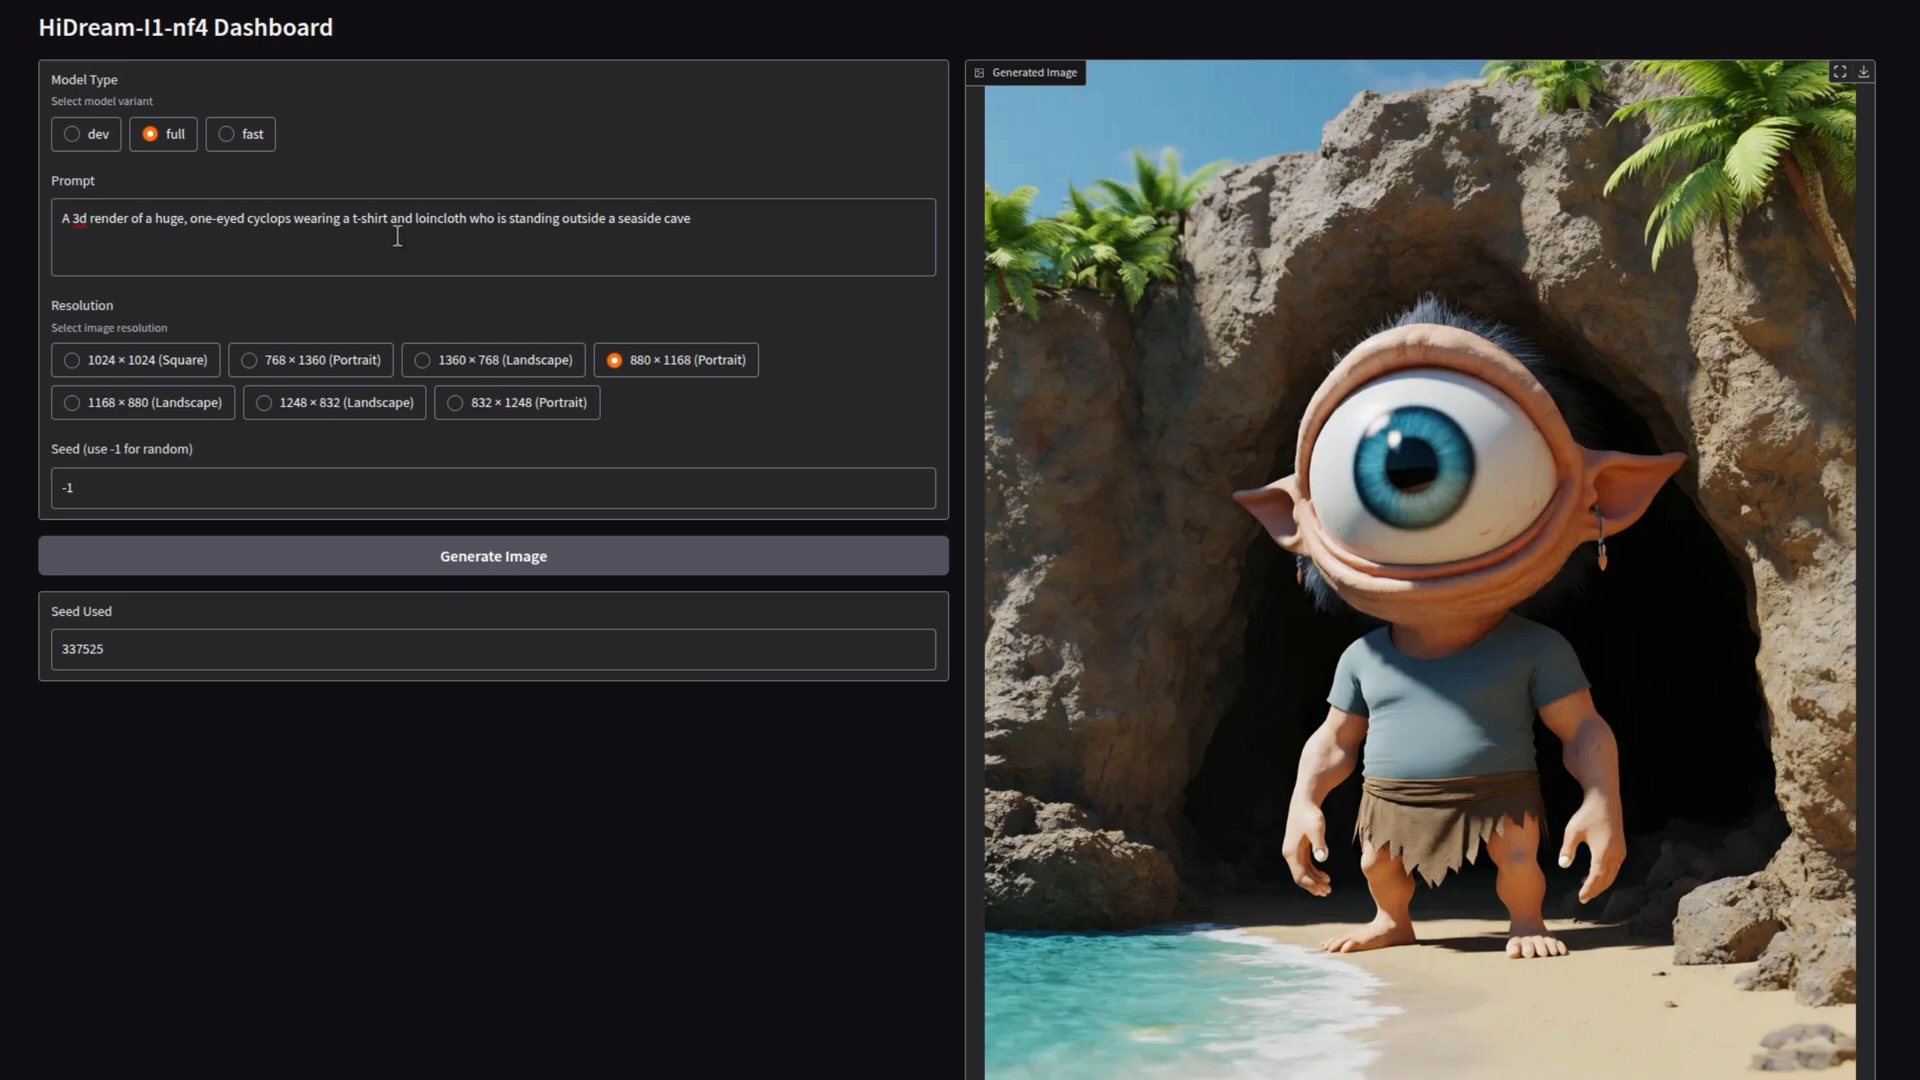 HiDream-I1-nf4 Dashboard
Model Type
Select model variant
dev
full
fast
Prompt
A 3d render of a huge, one-eyed cyclops wearing a t-shirt and loincloth who is standing outside a seaside cave
Resolution
Select image resolution
1024 × 1024 (Square)
768 × 1360 (Portrait)
1360 × 768 (Landscape)
880 × 1168 (Portrait)
1168 × 880 (Landscape)
1248 × 832 (Landscape)
832 × 1248 (Portrait)
Seed (use -1 for random)
-1
Generate Image
Seed Used
337525
Generated Image